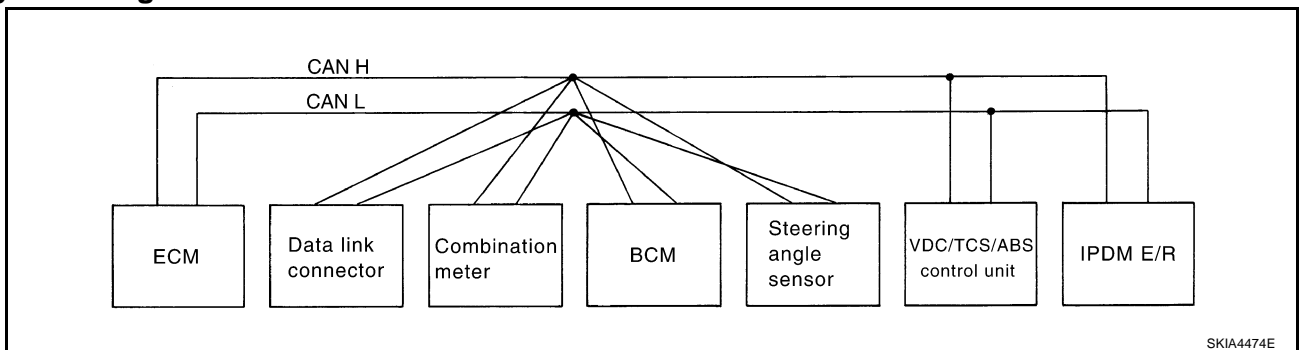 CAN H
CAN L
ECM
Data link
connector
Combination
meter
BCM
Steering
angle
sensor
VDC/TCS/ABS
control unit
IPDM E/R
SKIA4474E